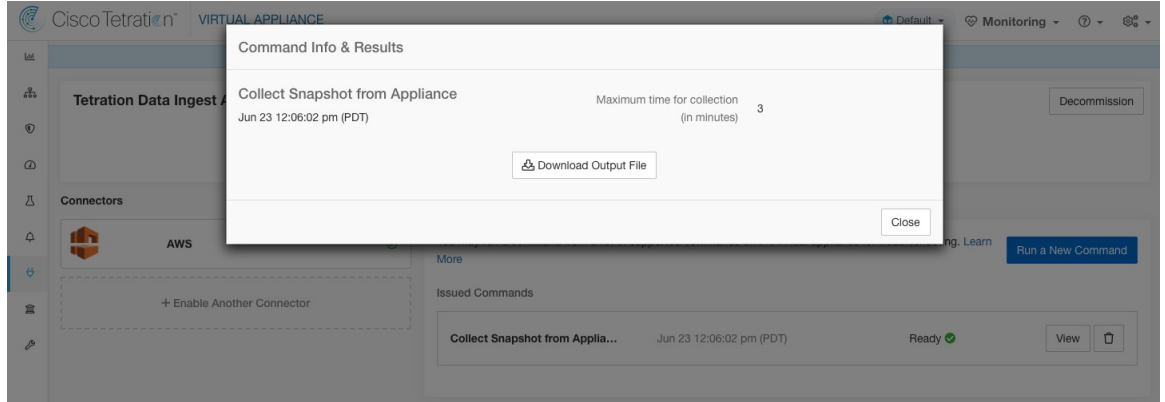 Cisco Tetration™ VIRTUAL APPLIANCE
Default
Monitoring
Command Info & Results
Collect Snapshot from Appliance
Jun 23 12:06:02 pm (PDT)
Maximum time for collection
(in minutes)
3
Download Output File
Close
Tetration Data Ingest
Decommission
Connectors
AWS
+ Enable Another Connector
Learn
More
Run a New Command
Issued Commands
Collect Snapshot from Applia...
Jun 23 12:06:02 pm (PDT)
Ready
View